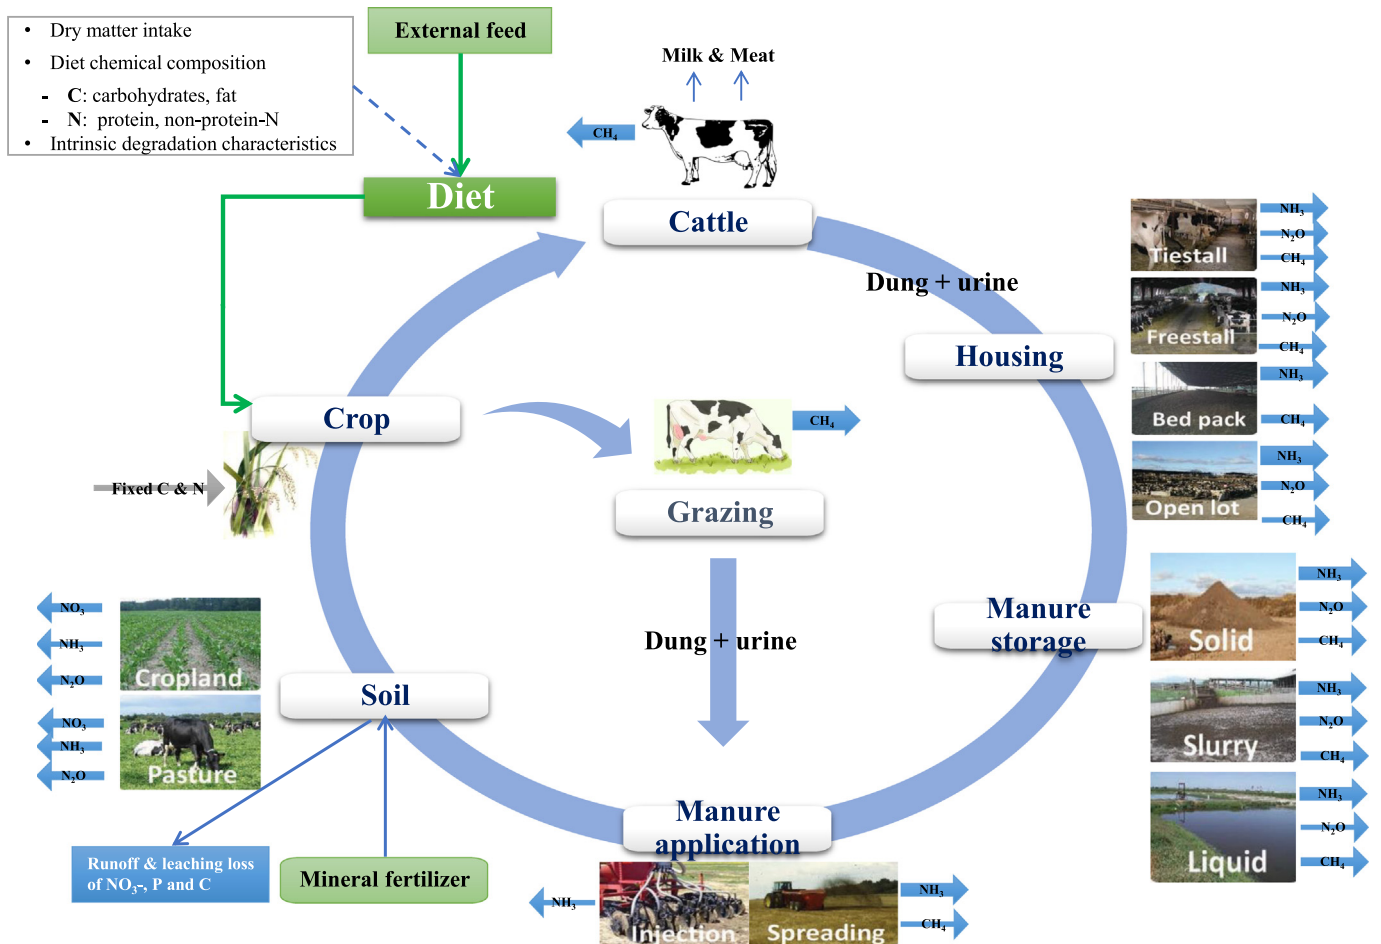 • Dry matter intake
• Diet chemical composition
- C: carbohydrates, fat
- N: protein, non-protein-N
• Intrinsic degradation characteristics
External feed
Milk & Meat
CH₄
Diet
Cattle
Dung + urine
Housing
Tiestall
NH₃
N₂O
CH₄
Freestall
NH₃
N₂O
CH₄
Bed pack
NH₃
CH₄
Open lot
NH₃
N₂O
CH₄
Crop
Fixed C & N
CH₄
Grazing
Dung + urine
Manure
storage
Solid
NH₃
N₂O
CH₄
Slurry
NH₃
N₂O
CH₄
Liquid
NH₃
N₂O
CH₄
NO₃
NH₃
N₂O
Cropland
NO₃
NH₃
N₂O
Pasture
Soil
Runoff & leaching loss
of NO₃-, P and C
Mineral fertilizer
Manure
application
NH₃
Injection
Spreading
NH₃
CH₄